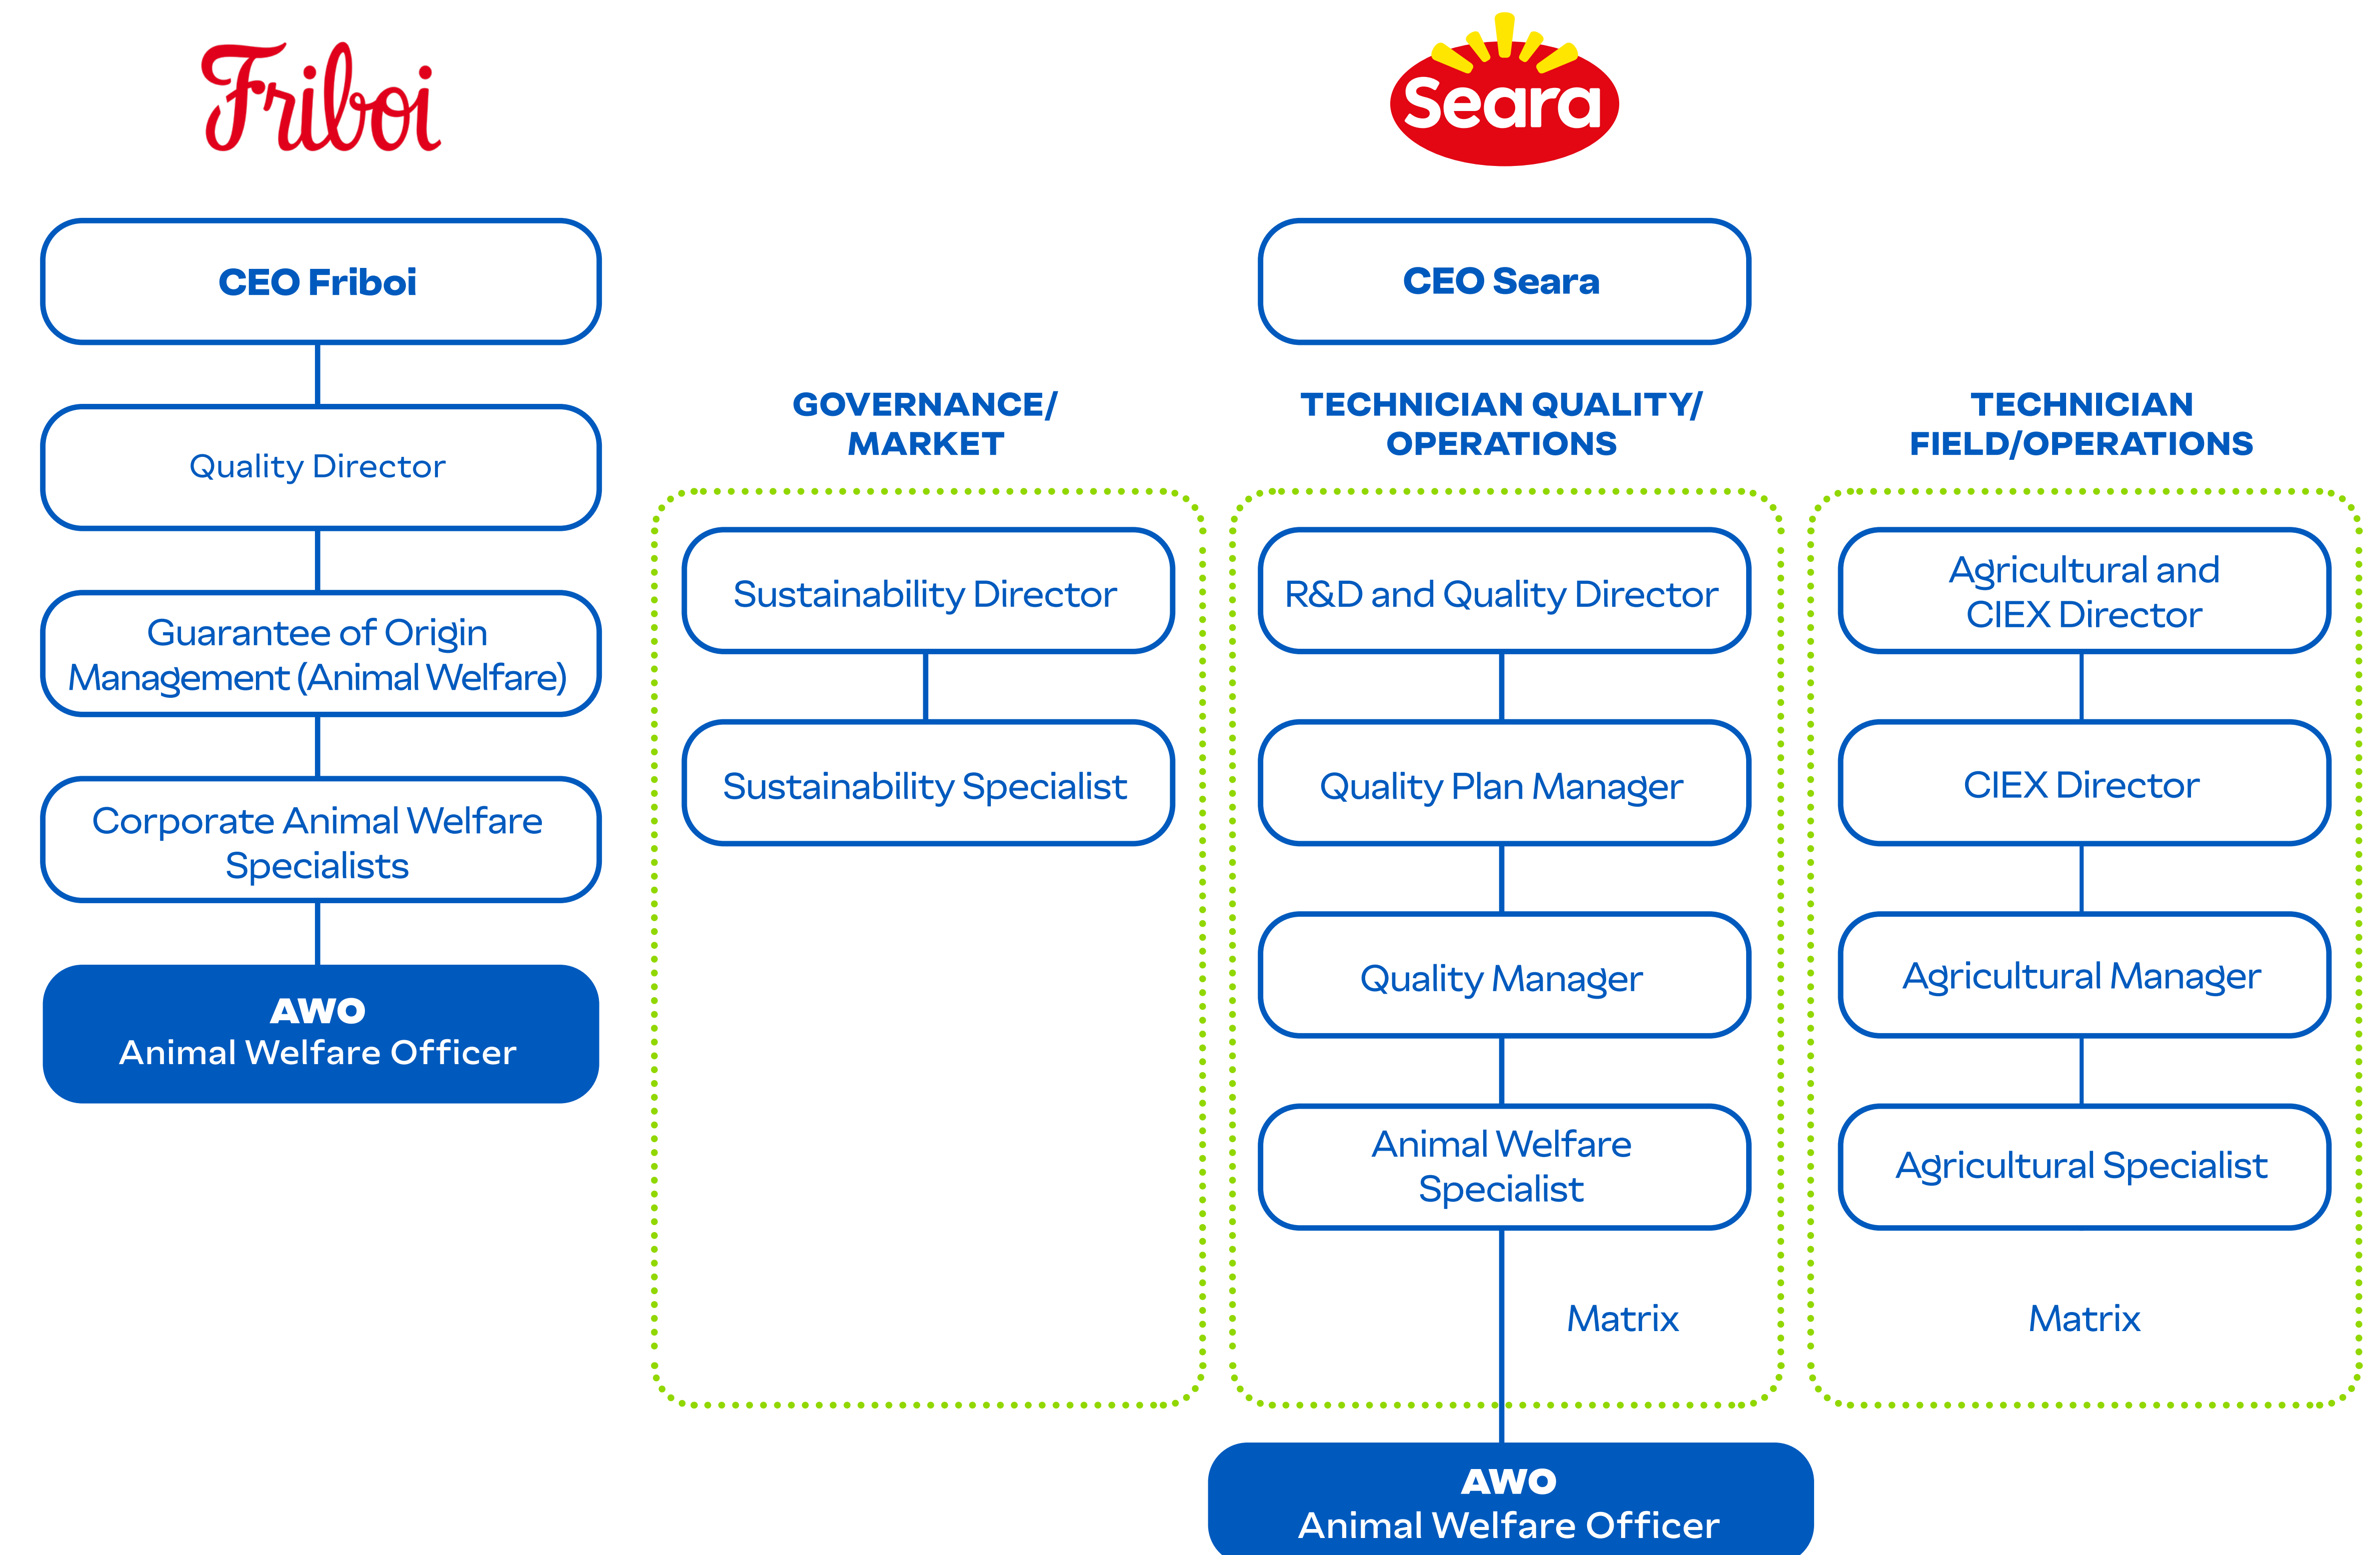 Friboi
CEO Friboi
Quality Director
Guarantee of Origin
Management (Animal Welfare)
Corporate Animal Welfare
Specialists
AWO
Animal Welfare Officer
Seara
CEO Seara
GOVERNANCE/
MARKET
Sustainability Director
Sustainability Specialist
TECHNICIAN QUALITY/
OPERATIONS
R&D and Quality Director
Quality Plan Manager
Quality Manager
Animal Welfare
Specialist
Matrix
AWO
Animal Welfare Officer
TECHNICIAN
FIELD/OPERATIONS
Agricultural and
CIEX Director
CIEX Director
Agricultural Manager
Agricultural Specialist
Matrix